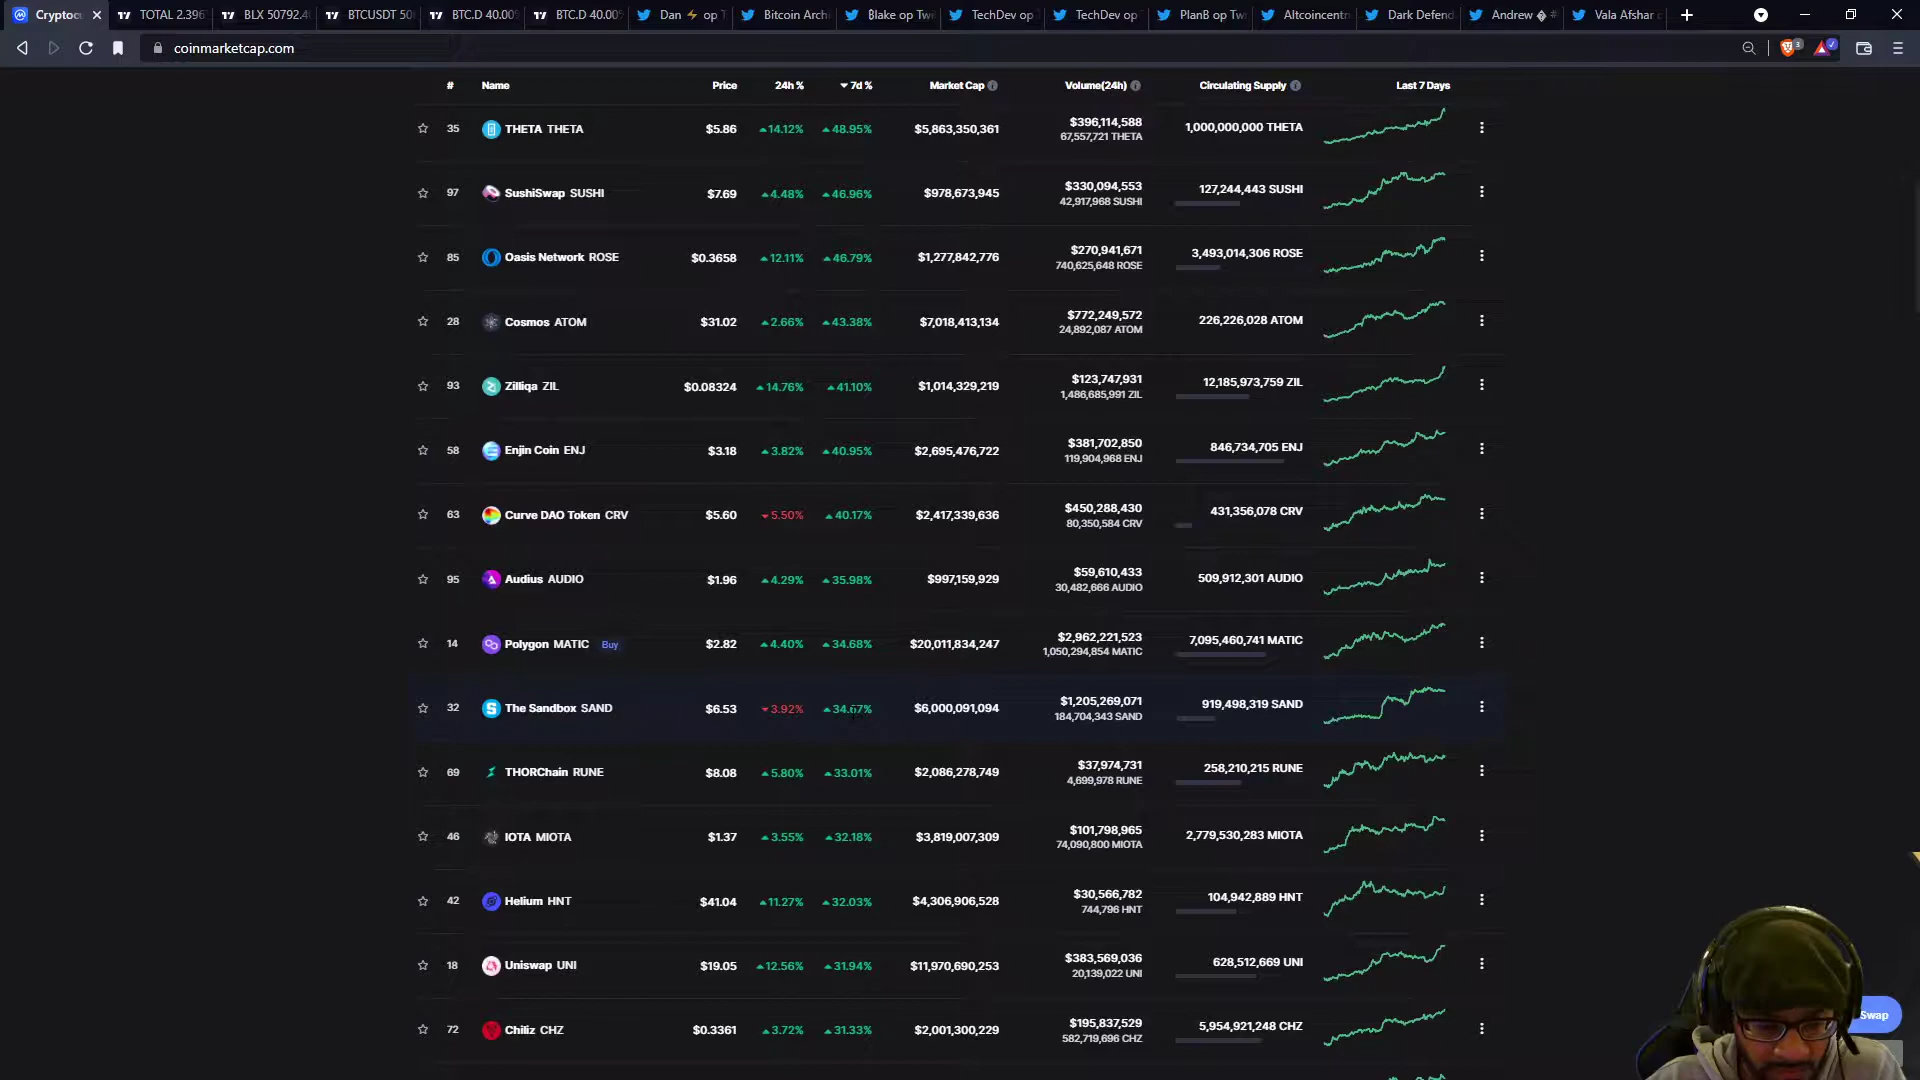 Cryptocu
TOTAL 2.396
BLX 50792.4
BTCUSDT 50
BTC.D 40.00%
BTC.D 40.00%
Dan ⚡ op T
Bitcoin Arch
₿lake op Twi
TechDev op
TechDev op
PlanB op Twi
Altcoincentr
Dark Defend
Andrew
Vala Afshar
coinmarketcap.com
3
# Name Price 24h % 7d % Market Cap Volume(24h) Circulating Supply Last 7 Days
35 THETA THETA $5.86 14.12% 48.95% $5,863,350,361 $396,114,588 1,000,000,000 THETA
67,557,721 THETA
97 SushiSwap SUSHI $7.69 4.48% 46.96% $978,673,945 $330,094,553 127,244,443 SUSHI
42,917,968 SUSHI
85 Oasis Network ROSE $0.3658 12.11% 46.79% $1,277,842,776 $270,941,671 3,493,014,306 ROSE
740,625,648 ROSE
28 Cosmos ATOM $31.02 2.66% 43.38% $7,018,413,134 $772,249,572 226,226,028 ATOM
24,892,087 ATOM
93 Zilliqa ZIL $0.08324 14.76% 41.10% $1,014,329,219 $123,747,931 12,185,973,759 ZIL
1,486,685,991 ZIL
58 Enjin Coin ENJ $3.18 3.82% 40.95% $2,695,476,722 $381,702,850 846,734,705 ENJ
119,904,968 ENJ
63 Curve DAO Token CRV $5.60 5.50% 40.17% $2,417,339,636 $450,288,430 431,356,078 CRV
80,350,584 CRV
95 Audius AUDIO $1.96 4.29% 35.98% $997,159,929 $59,610,433 509,912,301 AUDIO
30,482,666 AUDIO
14 Polygon MATIC Buy $2.82 4.40% 34.68% $20,011,834,247 $2,962,221,523 7,095,460,741 MATIC
1,050,294,854 MATIC
32 The Sandbox SAND $6.53 3.92% 34.67% $6,000,091,094 $1,205,269,071 919,498,319 SAND
184,704,343 SAND
69 THORChain RUNE $8.08 5.80% 33.01% $2,086,278,749 $37,974,731 258,210,215 RUNE
4,699,978 RUNE
46 IOTA MIOTA $1.37 3.55% 32.18% $3,819,007,309 $101,798,965 2,779,530,283 MIOTA
74,090,800 MIOTA
42 Helium HNT $41.04 11.27% 32.03% $4,306,906,528 $30,566,782 104,942,889 HNT
744,796 HNT
18 Uniswap UNI $19.05 12.56% 31.94% $11,970,690,253 $383,569,036 628,512,669 UNI
20,139,022 UNI
72 Chiliz CHZ $0.3361 3.72% 31.33% $2,001,300,229 $195,837,529 5,954,921,248 CHZ
582,719,696 CHZ
Swap